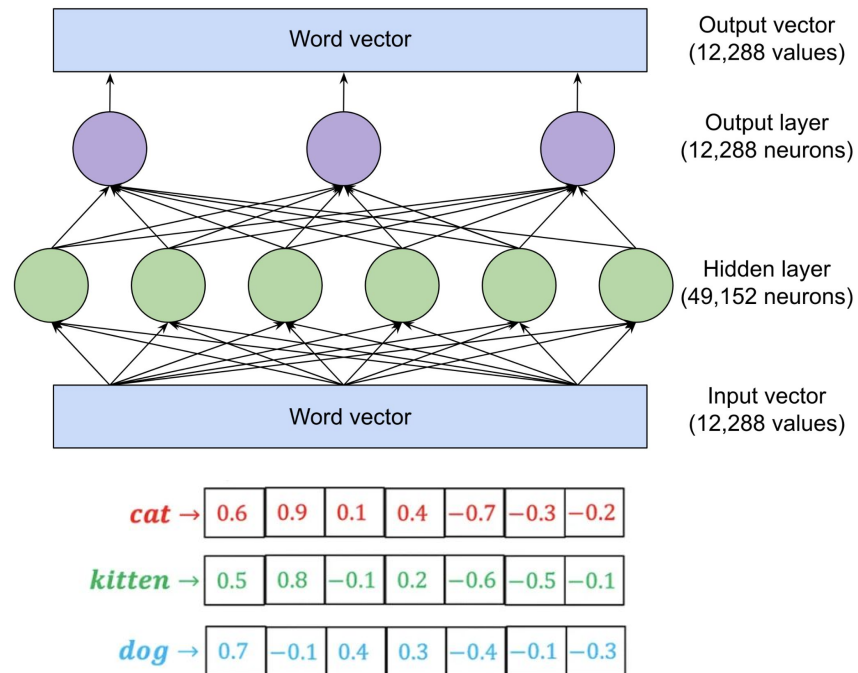 Word vector
Output vector
(12,288 values)
Output layer
(12,288 neurons)
Hidden layer
(49,152 neurons)
Word vector
Input vector
(12,288 values)
cat → 0.6 0.9 0.1 0.4 −0.7 −0.3 −0.2
kitten → 0.5 0.8 −0.1 0.2 −0.6 −0.5 −0.1
dog → 0.7 −0.1 0.4 0.3 −0.4 −0.1 −0.3